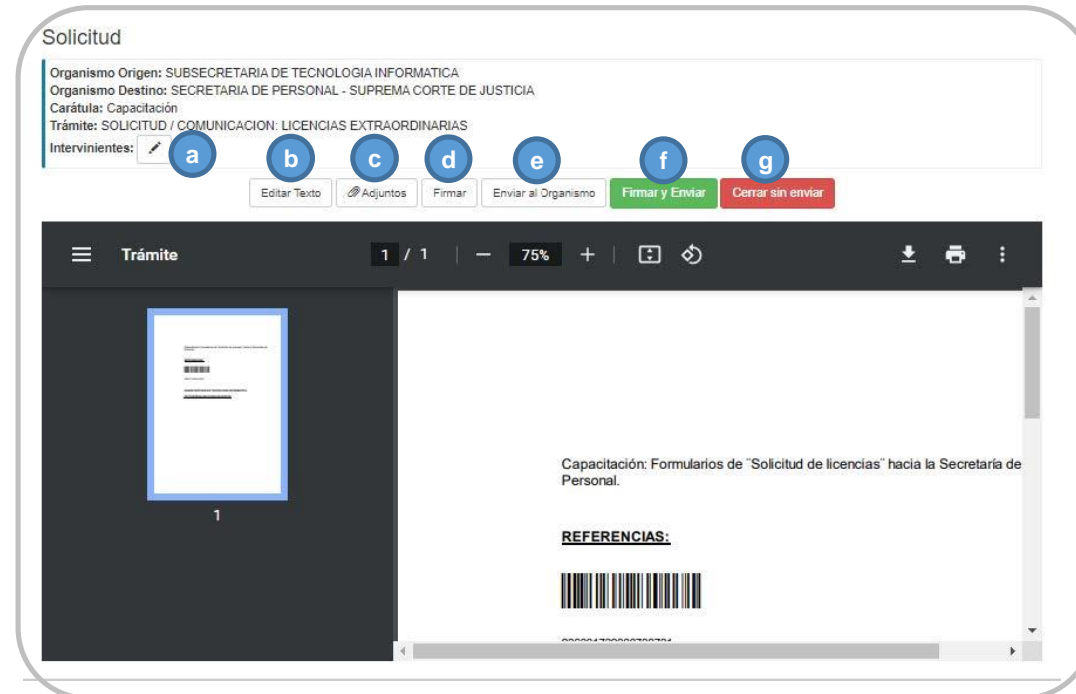 Solicitud
Organismo Origen: SUBSECRETARIA DE TECNOLOGIA INFORMATICA
Organismo Destino: SECRETARIA DE PERSONAL - SUPREMA CORTE DE JUSTICIA
Carátula: Capacitación
Trámite: SOLICITUD / COMUNICACION: LICENCIAS EXTRAORDINARIAS
Intervinientes: a
b c d e f g
Editar Texto Adjuntos Firmar Enviar al Organismo Firmar y Enviar Cerrar sin enviar
Trámite 1 / 1 75%
1
Capacitación: Formularios de ¨Solicitud de licencias¨ hacia la Secretaría de
Personal.
REFERENCIAS: